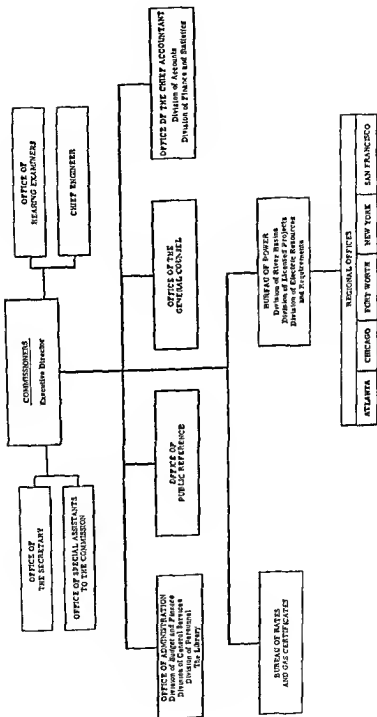 COMMISSIONERS
Executive Director
OFFICE OF
THE SECRETARY
OFFICE OF SPECIAL ASSISTANTS
TO THE COMMISSION
OFFICE OF
HEARING EXAMINERS
CHIEF ENGINEER
OFFICE OF ADMINISTRATION
Division of Budget and Finance
Division of General Services
Division of Personnel
The Library
OFFICE OF
PUBLIC REFERENCE
OFFICE OF THE
GENERAL COUNSEL
OFFICE OF THE CHIEF ACCOUNTANT
Division of Accounts
Division of Finance and Statistics
BUREAU OF RATES
AND GAS CERTIFICATES
BUREAU OF POWER
Division of River Basins
Division of Licensed Projects
Division of Electric Resources
and Requirements
REGIONAL OFFICES
ATLANTA CHICAGO FORT WORTH NEW YORK SAN FRANCISCO